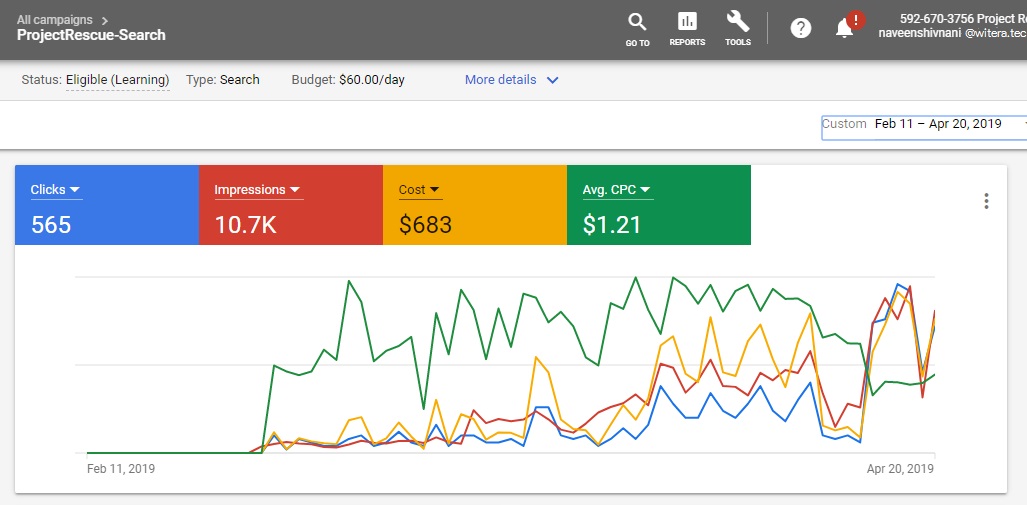 All campaigns >
ProjectRescue-Search
GO TO
REPORTS
TOOLS
?
!
592-670-3756 Project
naveenshivnani @witera.tec
Status: Eligible (Learning) Type: Search Budget: $60.00/day More details
Custom Feb 11 – Apr 20, 2019
Clicks
565
Impressions
10.7K
Cost
$683
Avg. CPC
$1.21
Feb 11, 2019
Apr 20, 2019